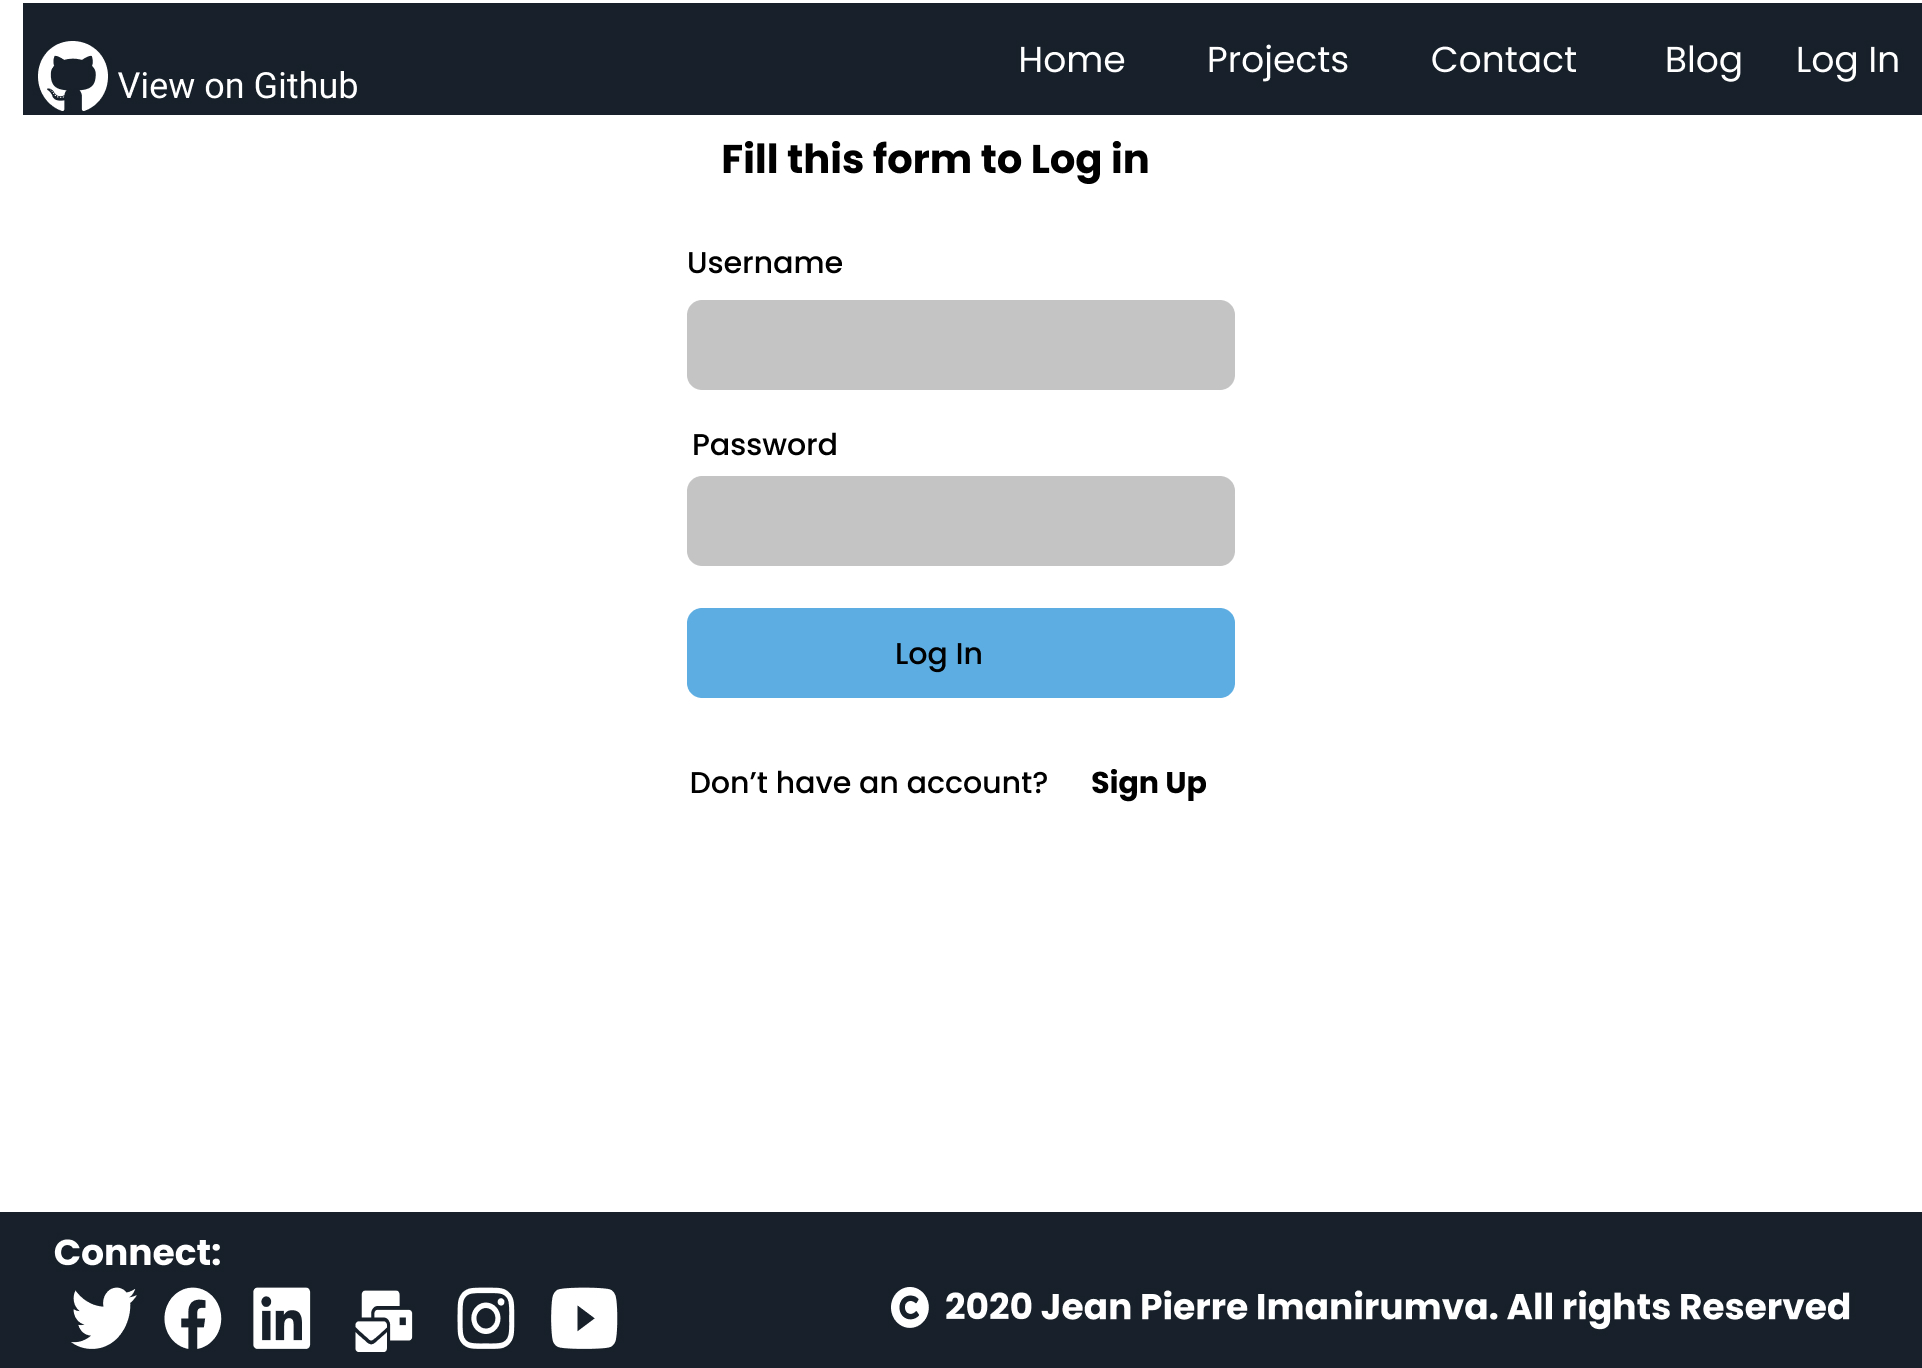 View on Github
Home Projects Contact Blog Log In
Fill this form to Log in
Username
Password
Log In
Don’t have an account? Sign Up
Connect:
© 2020 Jean Pierre Imanirumva. All rights Reserved